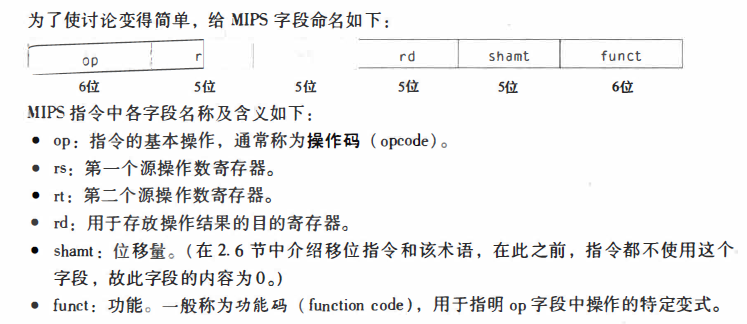 为了使讨论变得简单，给 MIPS 字段命名如下：
op r rd shamt funct
6位 5位 5位 5位 5位 6位
MIPS 指令中各字段名称及含义如下：
● op：指令的基本操作，通常称为操作码（opcode）。
● rs：第一个源操作数寄存器。
● rt：第二个源操作数寄存器。
● rd：用于存放操作结果的目的寄存器。
● shamt：位移量。（在 2.6 节中介绍移位指令和该术语，在此之前，指令都不使用这个
字段，故此字段的内容为0。）
● funct：功能。一般称为功能码（function code），用于指明 op 字段中操作的特定变式。